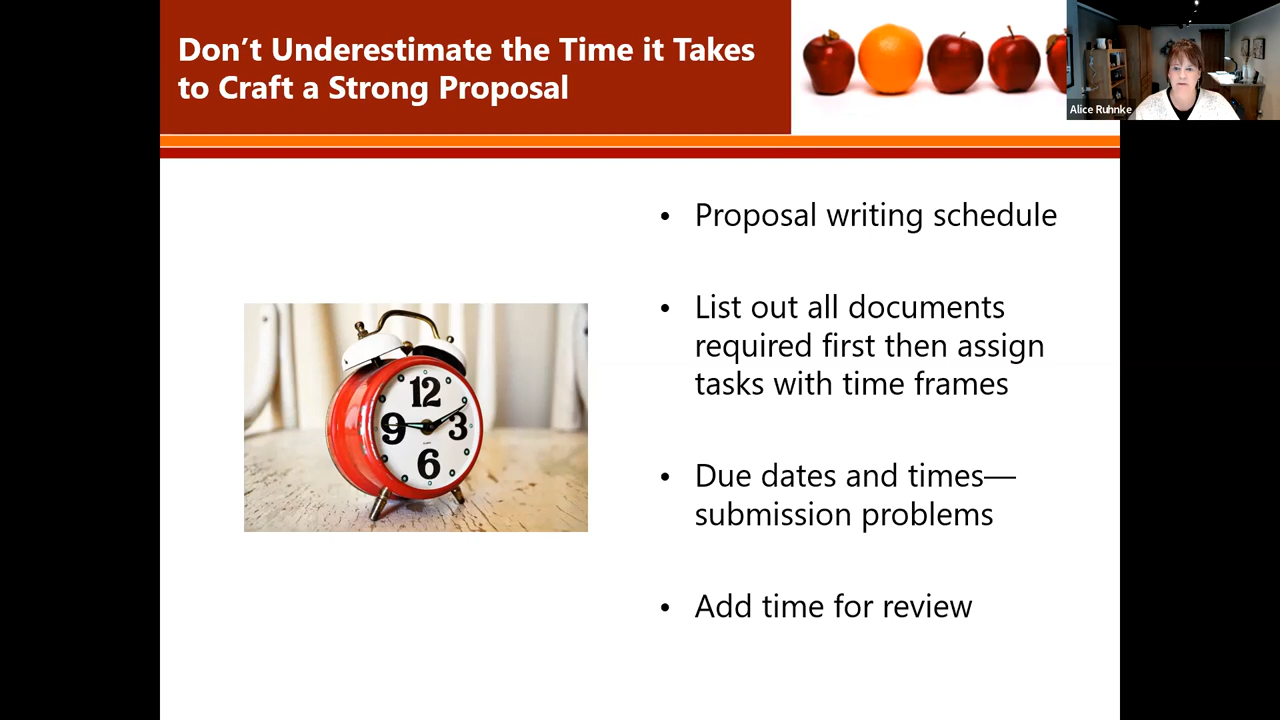 Don’t Underestimate the Time it Takes
to Craft a Strong Proposal
Alice Ruhnke
• Proposal writing schedule
• List out all documents
required first then assign
tasks with time frames
• Due dates and times—
submission problems
• Add time for review
12
9
3
6